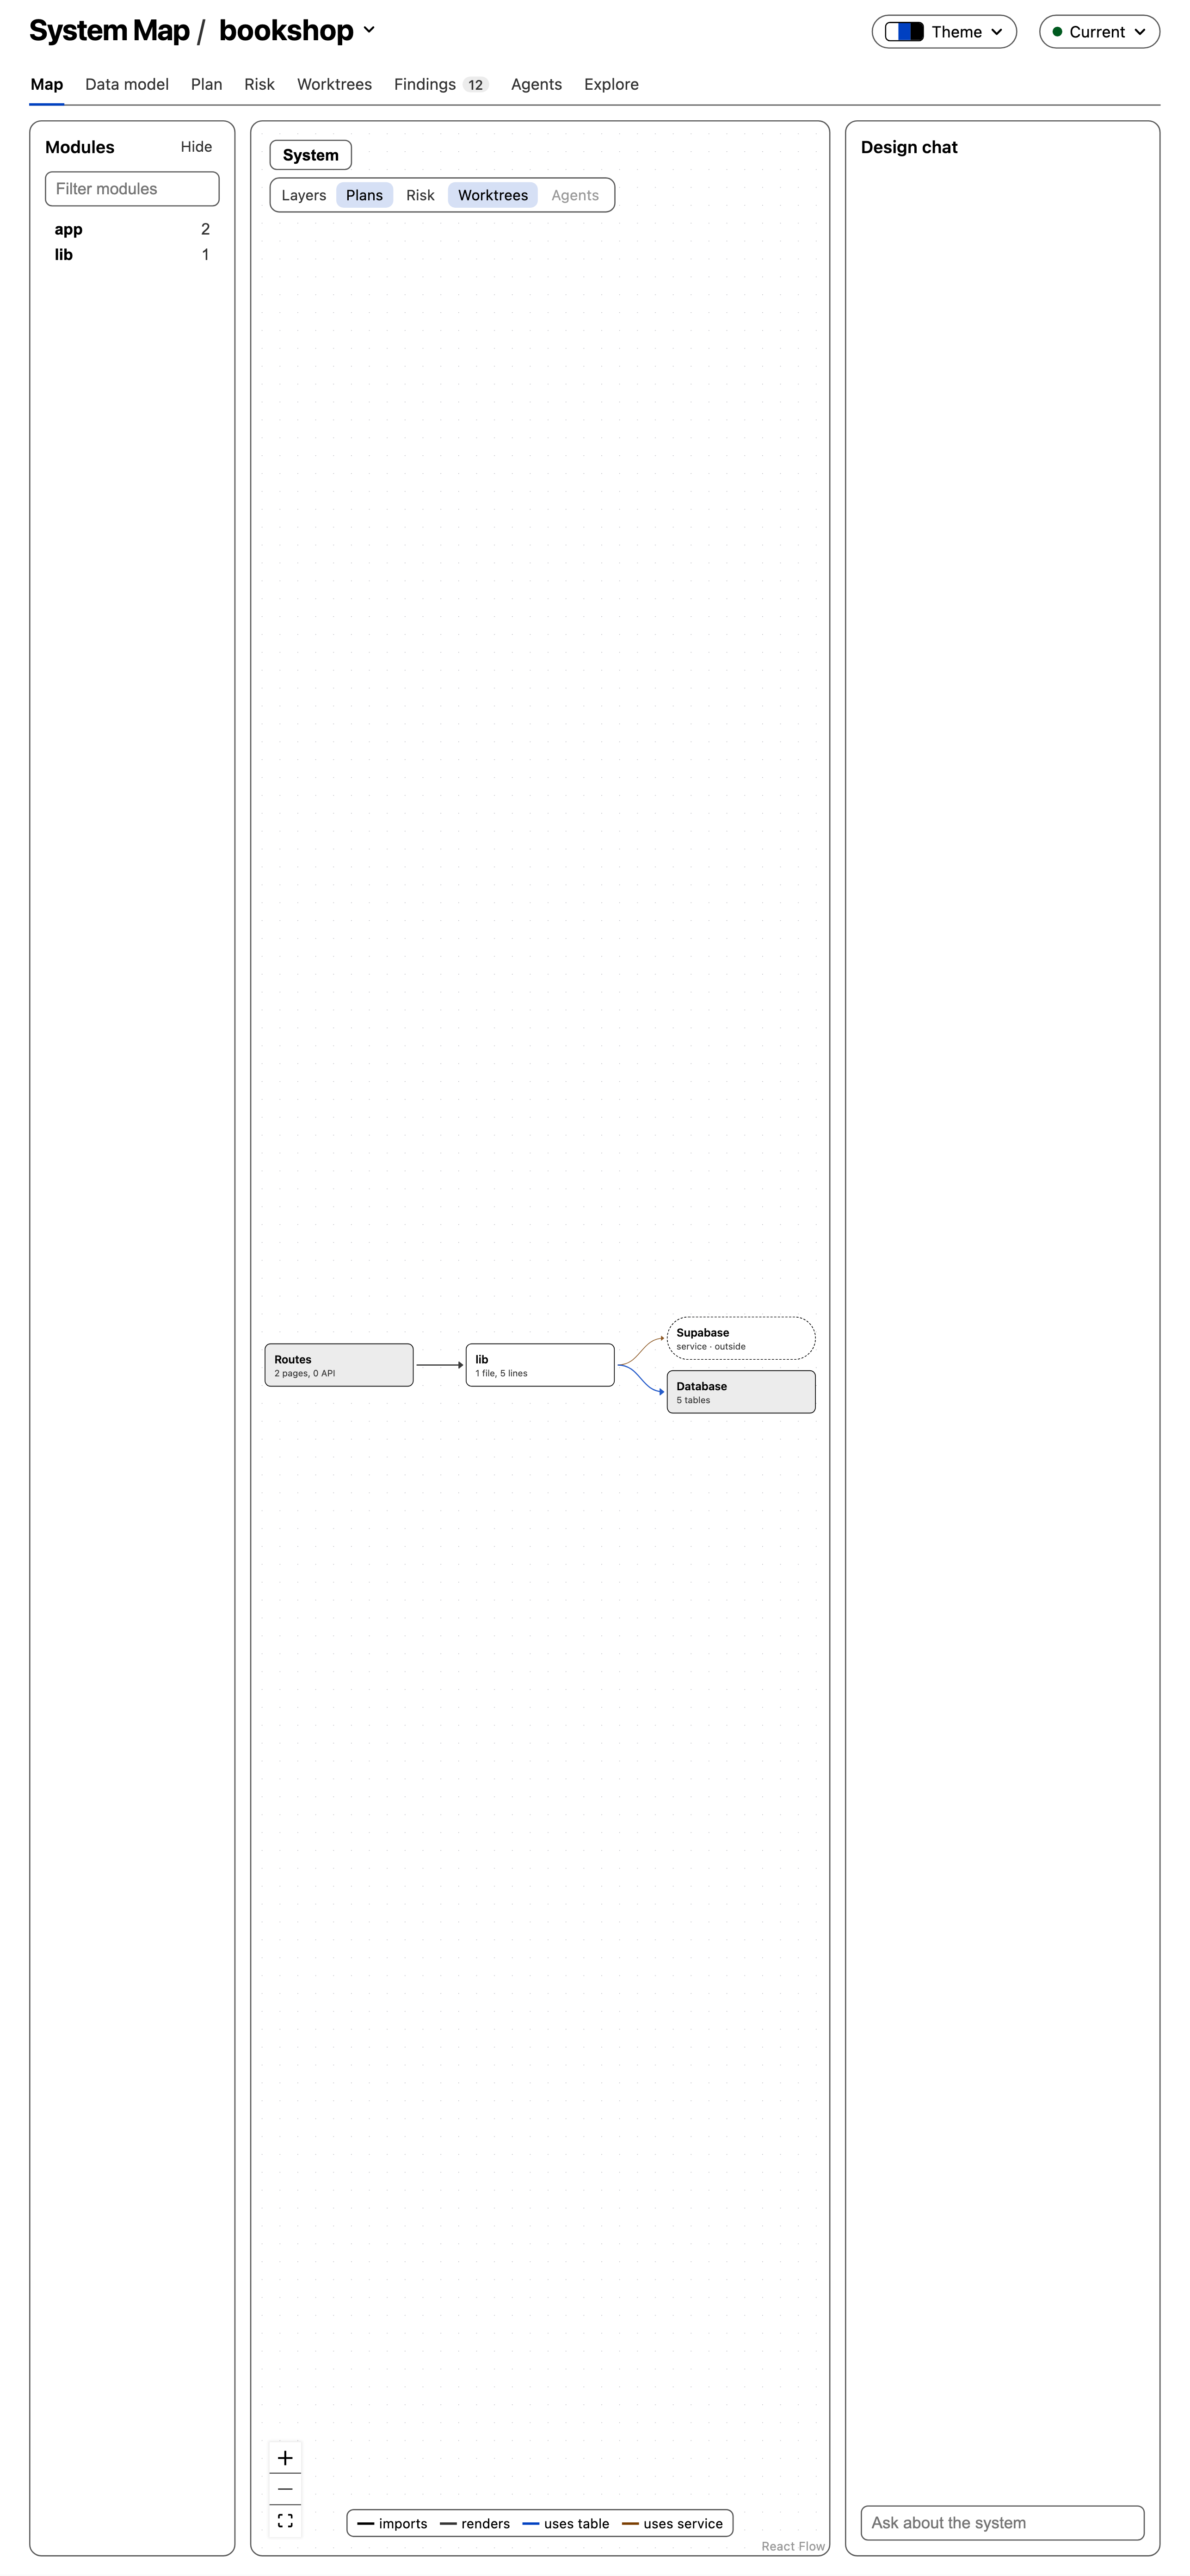 System Map / bookshop
Theme
Current
Map Data model Plan Risk Worktrees Findings 12 Agents Explore
Modules Hide
Filter modules
app 2
lib 1
System
Layers Plans Risk Worktrees Agents
Routes
2 pages, 0 API
lib
1 file, 5 lines
Supabase
service · outside
Database
5 tables
imports renders uses table uses service
React Flow
Design chat
Ask about the system